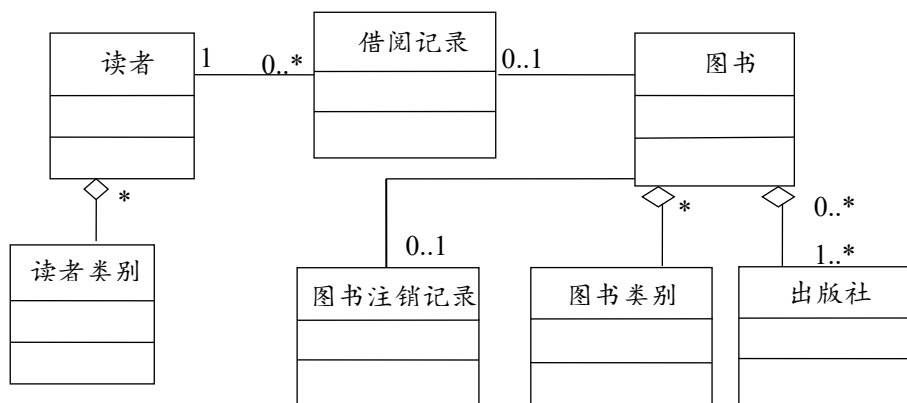 读者
1
0..*
借阅记录
0..1
图书
*
读者类别
0..1
图书注销记录
*
图书类别
0..*
1..*
出版社